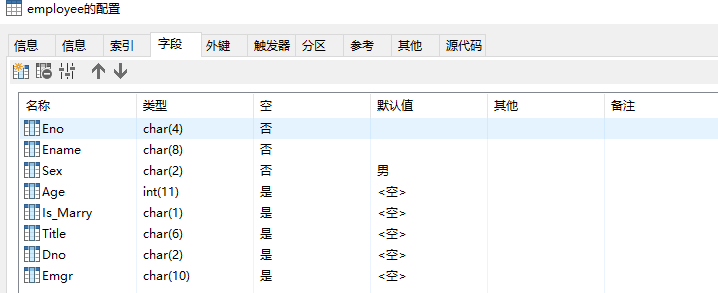 employee的配置
信息 信息 索引 字段 外键 触发器 分区 参考 其他 源代码
名称 类型 空 默认值 其他 备注
Eno char(4) 否
Ename char(8) 否
Sex char(2) 否 男
Age int(11) 是 <空>
Is_Marry char(1) 是 <空>
Title char(6) 是 <空>
Dno char(2) 是 <空>
Emgr char(10) 是 <空>